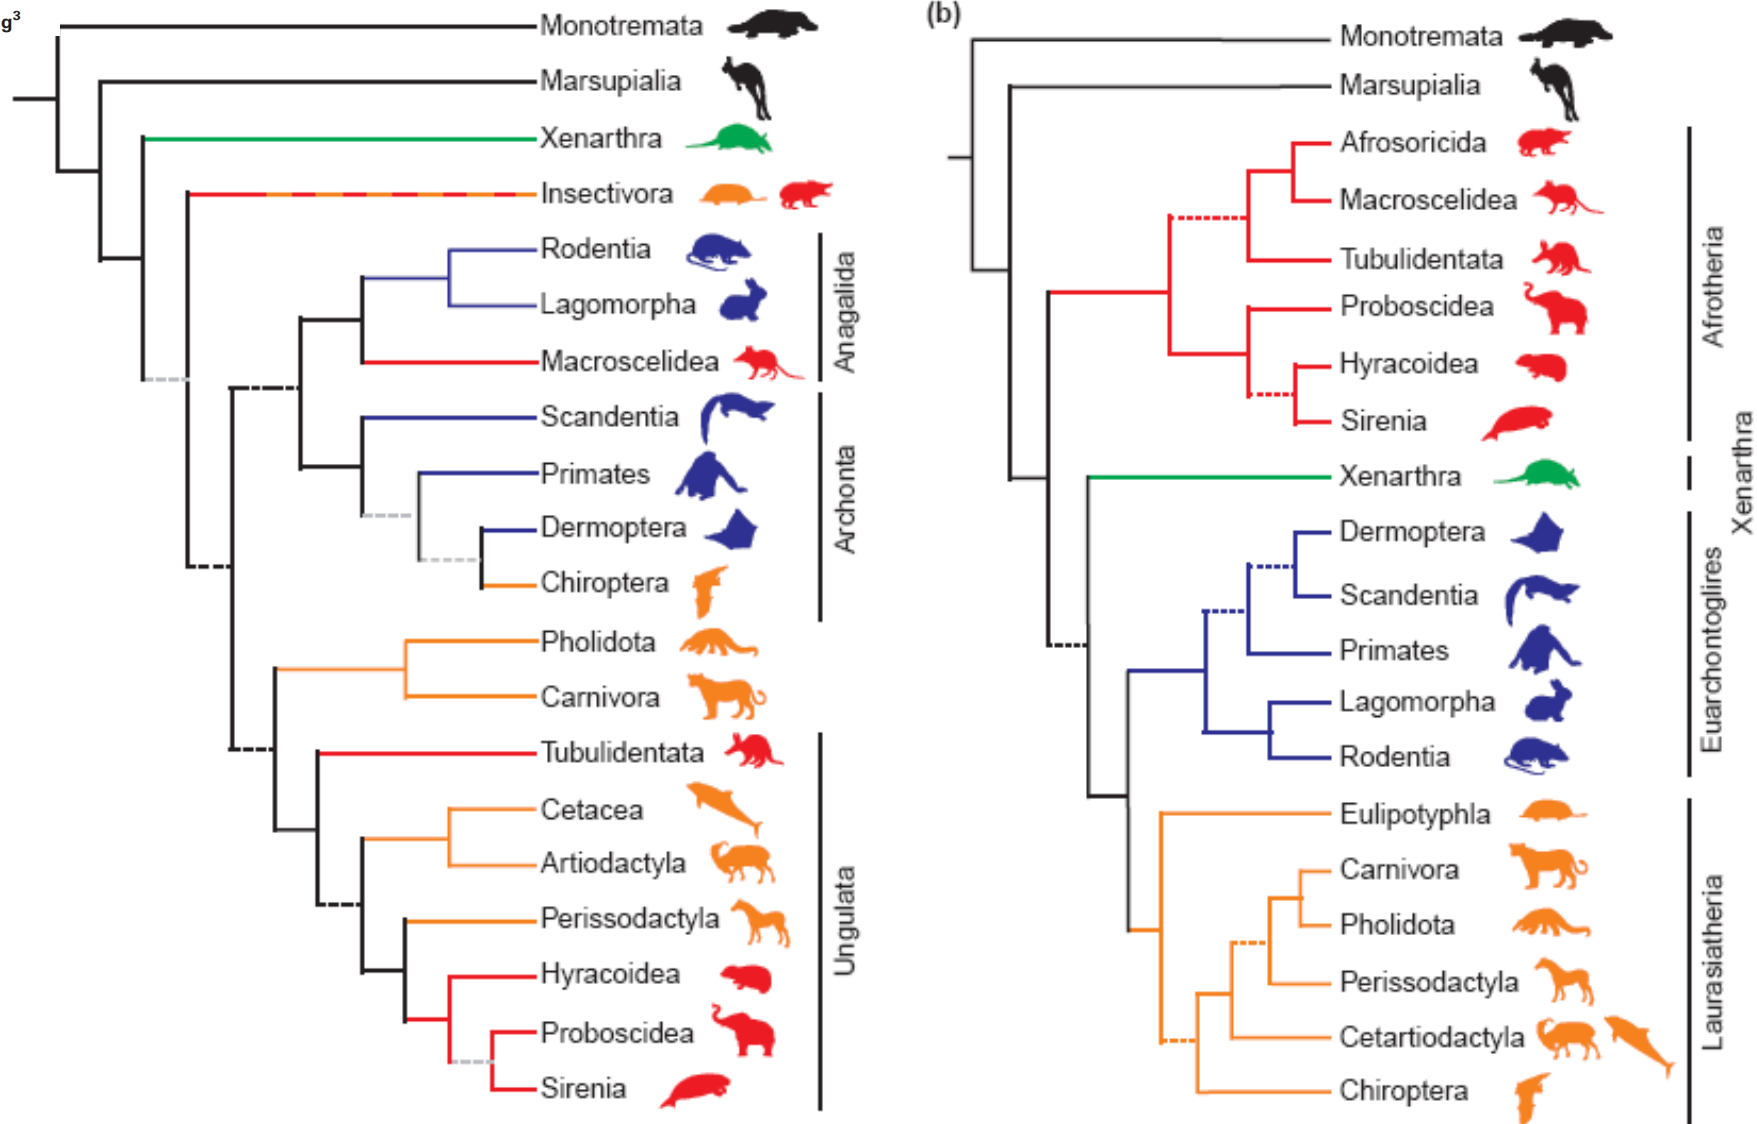 g³
Monotremata
Marsupialia
Xenarthra
Insectivora
Rodentia
Lagomorpha
Macroscelidea
Scandentia
Primates
Dermoptera
Chiroptera
Pholidota
Carnivora
Tubulidentata
Cetacea
Artiodactyla
Perissodactyla
Hyracoidea
Proboscidea
Sirenia
Anagalida
Archonta
Ungulata
(b)
Monotremata
Marsupialia
Afrosoricida
Macroscelidea
Tubulidentata
Proboscidea
Hyracoidea
Sirenia
Xenarthra
Dermoptera
Scandentia
Primates
Lagomorpha
Rodentia
Eulipotyphla
Carnivora
Pholidota
Perissodactyla
Cetartiodactyla
Chiroptera
Afrotheria
Xenarthra
Euarchontoglires
Laurasiatheria